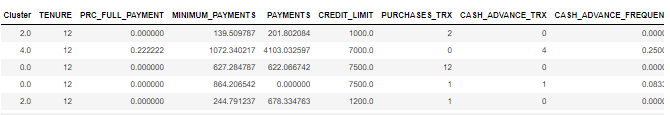 Cluster TENURE PRC_FULL_PAYMENT MINIMUM_PAYMENTS PAYMENTS CREDIT_LIMIT PURCHASES_TRX CASH_ADVANCE_TRX CASH_ADVANCE_FREQUEN
2.0 12 0.000000 139.509787 201.802084 1000.0 2 0 0.0000
4.0 12 0.222222 1072.340217 4103.032597 7000.0 0 4 0.2500
0.0 12 0.000000 627.284787 622.066742 7500.0 12 0 0.0000
0.0 12 0.000000 864.206542 0.000000 7500.0 1 1 0.0833
2.0 12 0.000000 244.791237 678.334763 1200.0 1 0 0.0000